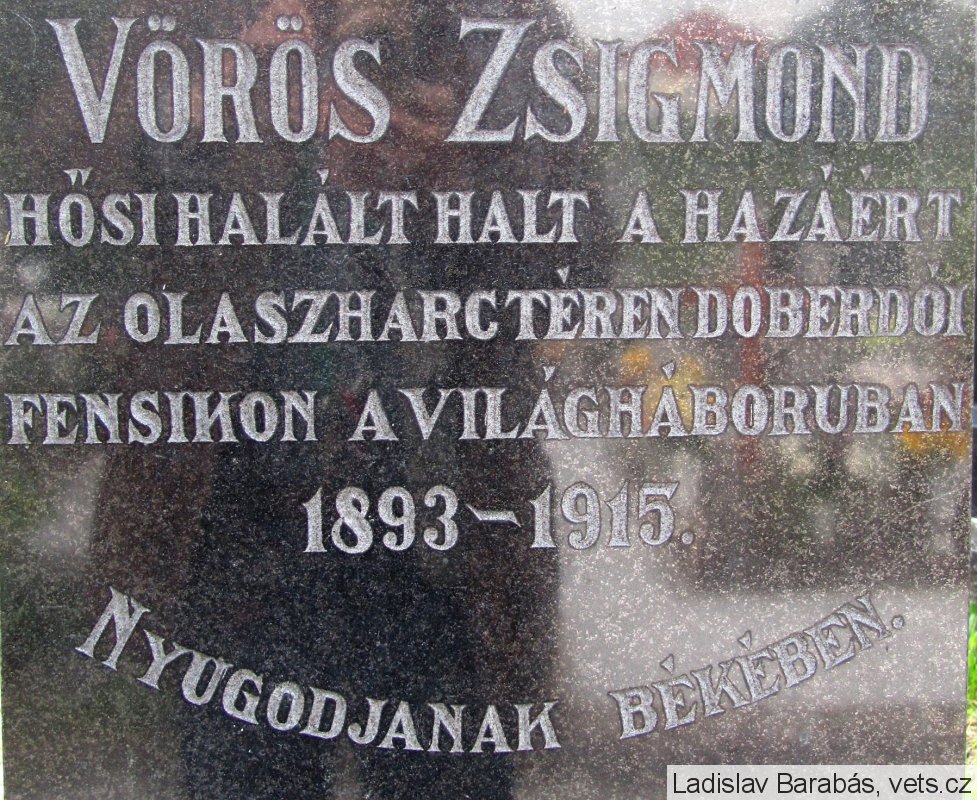 VÖRÖS ZSIGMOND
HŐSI HALÁLT HALT A HAZÁÉRT
AZ OLASZHARCTÉREN DOBERDÓI
FENSIKON A VILÁGHÁBORUBAN
1893-1915.
NYUGODJANAK BÉKÉBEN.
Ladislav Barabás, vets.cz